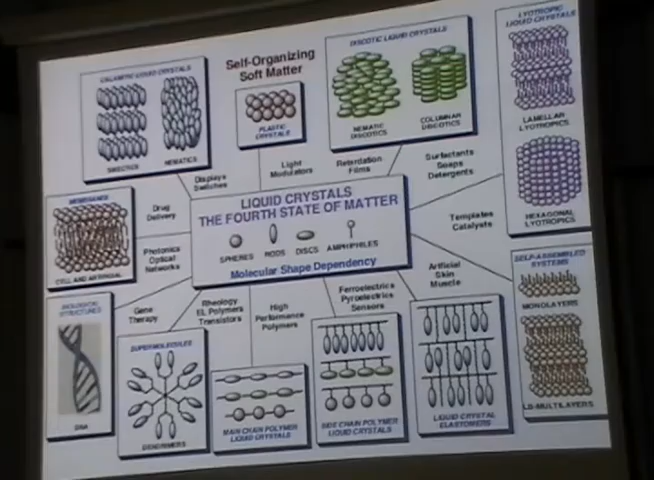 Self-Organizing
Soft Matter
CALAMITIC LIQUID CRYSTALS
SMECTICS
NEMATICS
PLASTIC
CRYSTALS
DISCOTIC LIQUID CRYSTALS
NEMATIC
DISCOTICS
COLUMNAR
DISCOTICS
LYOTROPIC
LIQUID CRYSTALS
LAMELLAR
LYOTROPICS
HEXAGONAL
LYOTROPICS
Displays
Switches
Light
Modulators
Retardation
Films
Surfactants
Soaps
Detergents
MEMBRANES
CELL AND ARTIFICIAL
Drug
Delivery
Photonics
Optical
Networks
LIQUID CRYSTALS
THE FOURTH STATE OF MATTER
SPHERES
RODS
DISCS
AMPHIPHILES
Molecular Shape Dependency
Templates
Catalysts
Gene
Therapy
Rheology
EL Polymers
Transistors
High
Performance
Polymers
Ferroelectrics
Pyroelectrics
Sensors
Artificial
Skin
Muscle
BIOLOGICAL
STRUCTURES
DNA
SUPERMOLECULES
DENDRIMERS
MAIN CHAIN POLYMER
LIQUID CRYSTALS
SIDE CHAIN POLYMER
LIQUID CRYSTALS
LIQUID CRYSTAL
ELASTOMERS
SELF-ASSEMBLED
SYSTEMS
MONOLAYERS
LB-MULTILAYERS